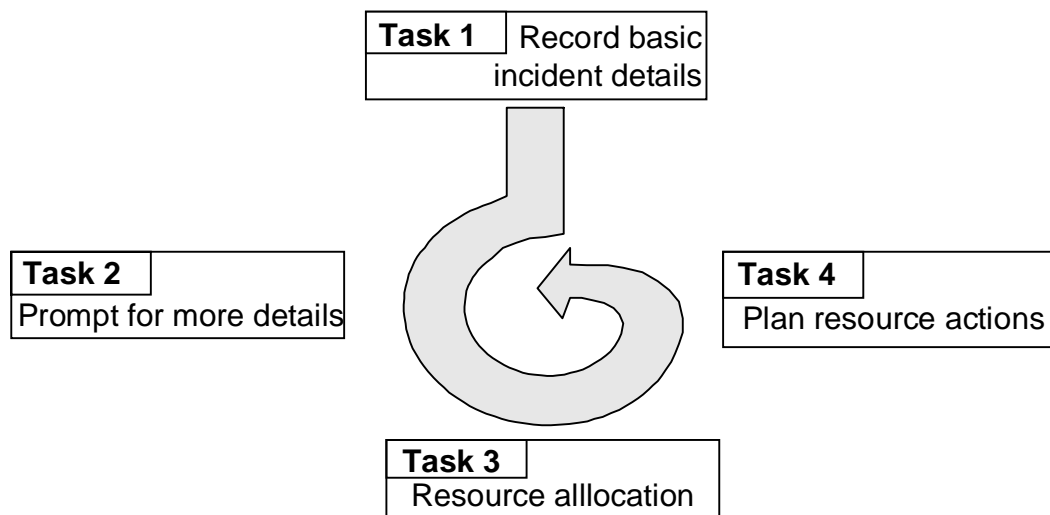 Task 1 Record basic
incident details
Task 2
Prompt for more details
Task 4
Plan resource actions
Task 3
Resource alllocation